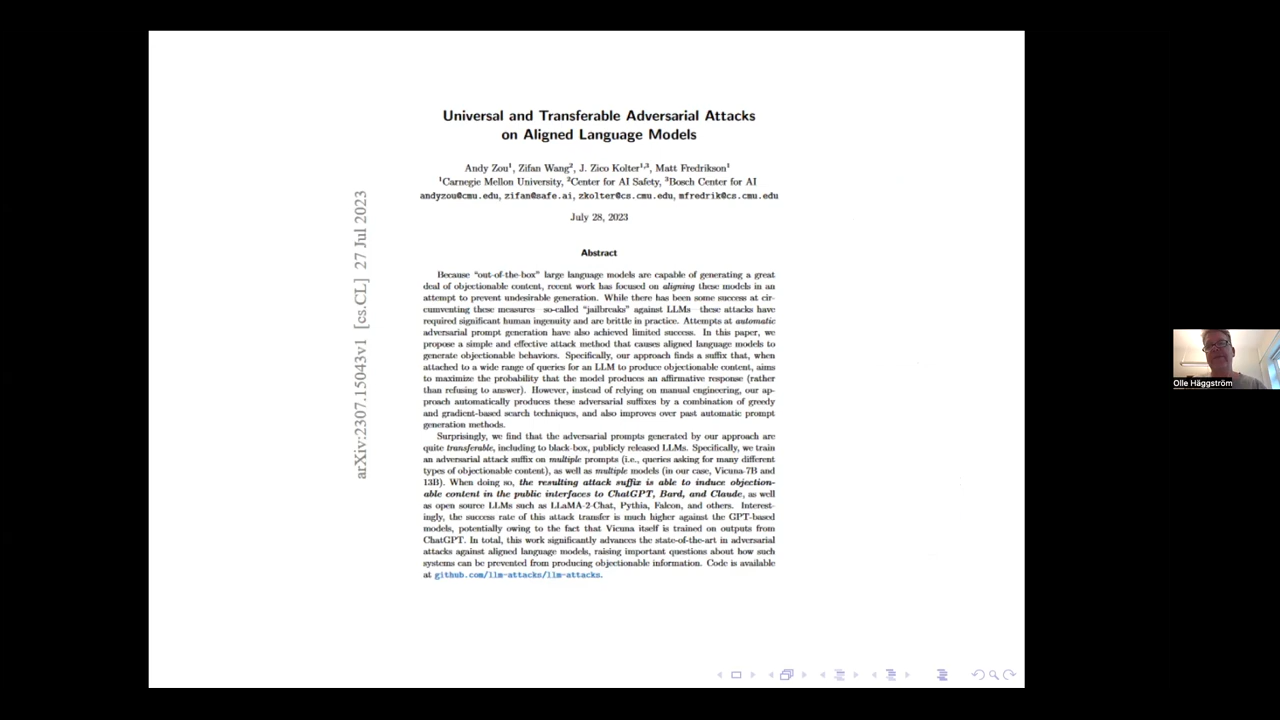 Universal and Transferable Adversarial Attacks
on Aligned Language Models
Andy Zou¹, Zifan Wang², J. Zico Kolter¹,³, Matt Fredrikson¹
¹Carnegie Mellon University, ²Center for AI Safety, ³Bosch Center for AI
andyzou@cmu.edu, zifan@safe.ai, zkolter@cs.cmu.edu, mfredrik@cs.cmu.edu
July 28, 2023
Abstract
Because “out-of-the-box” large language models are capable of generating a great
deal of objectionable content, recent work has focused on aligning these models in an
attempt to prevent undesirable generation. While there has been some success at cir-
cumventing these measures—so-called “jailbreaks” against LLMs—these attacks have
required significant human ingenuity and are brittle in practice. Attempts at automatic
adversarial prompt generation have also achieved limited success. In this paper, we
propose a simple and effective attack method that causes aligned language models to
generate objectionable behaviors. Specifically, our approach finds a suffix that, when
attached to a wide range of queries for an LLM to produce objectionable content, aims
to maximize the probability that the model produces an affirmative response (rather
than refusing to answer). However, instead of relying on manual engineering, our ap-
proach automatically produces these adversarial suffixes by a combination of greedy
and gradient-based search techniques, and also improves over past automatic prompt
generation methods.
Surprisingly, we find that the adversarial prompts generated by our approach are
quite transferable, including to black-box, publicly released LLMs. Specifically, we train
an adversarial attack suffix on multiple prompts (i.e., queries asking for many different
types of objectionable content), as well as multiple models (in our case, Vicuna-7B and
13B). When doing so, the resulting attack suffix is able to induce objection-
able content in the public interfaces to ChatGPT, Bard, and Claude, as well
as open source LLMs such as LLaMA-2-Chat, Pythia, Falcon, and others. Interest-
ingly, the success rate of this attack transfer is much higher against the GPT-based
models, potentially owing to the fact that Vicuna itself is trained on outputs from
ChatGPT. In total, this work significantly advances the state-of-the-art in adversarial
attacks against aligned language models, raising important questions about how such
systems can be prevented from producing objectionable information. Code is available
at github.com/llm-attacks/llm-attacks.
arXiv:2307.15043v1 [cs.CL] 27 Jul 2023
Olle Häggström